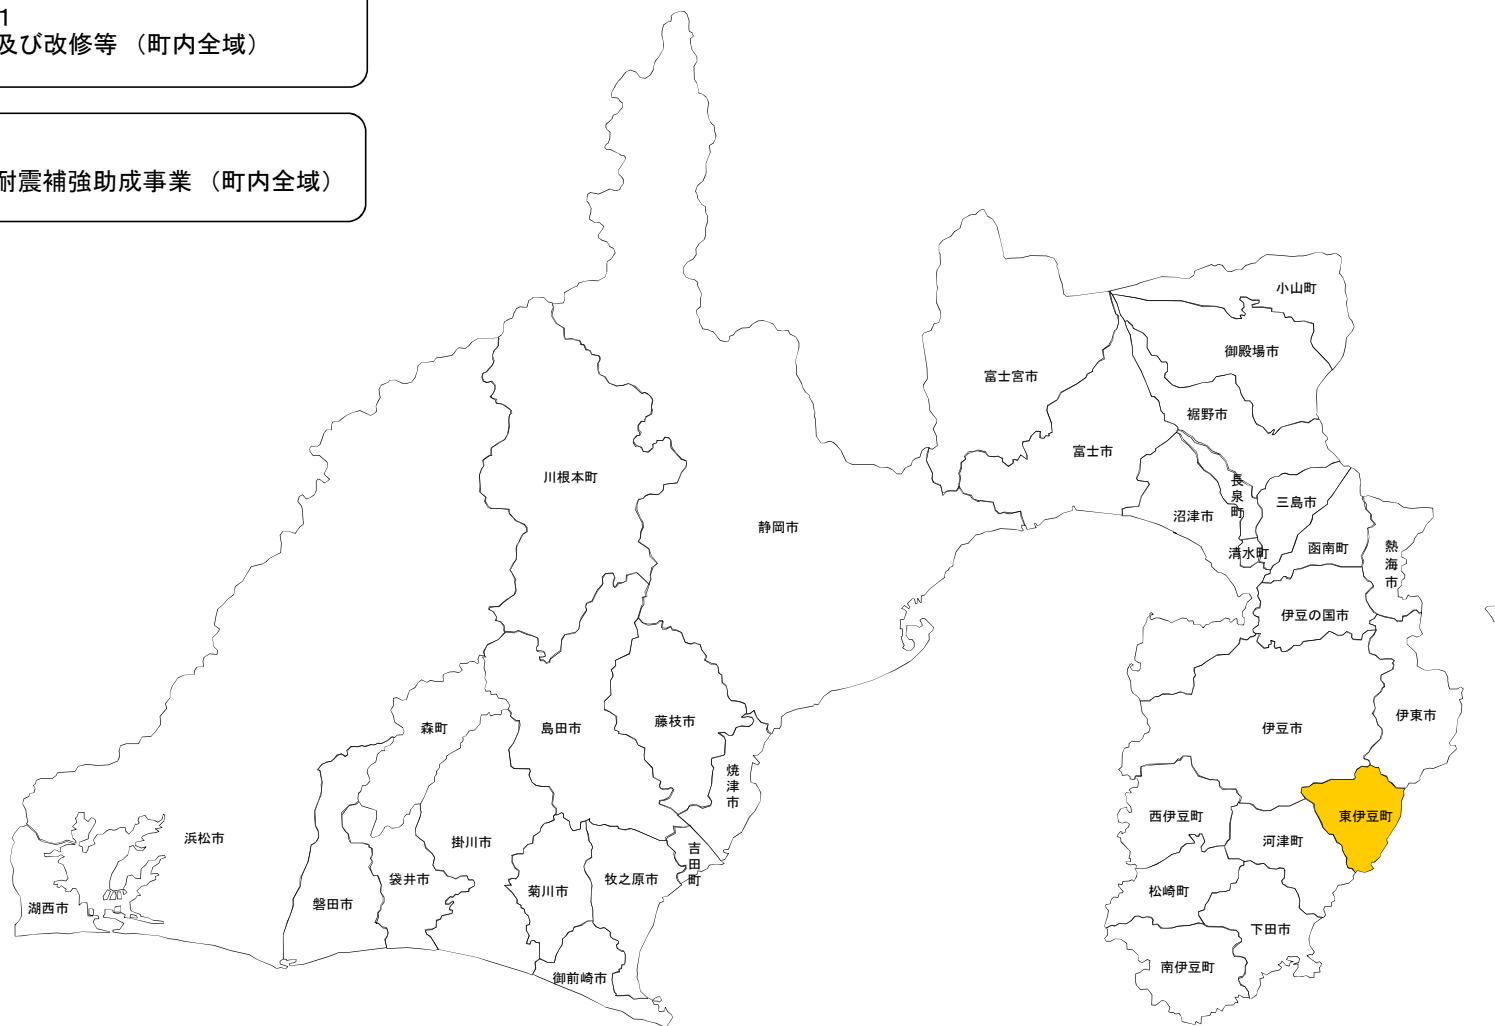 1
及び改修等 （町内全域）
耐震補強助成事業 （町内全域）
小山町
御殿場市
富士宮市
裾野市
富士市
川根本町
長泉町
三島市
沼津市
静岡市
函南町
熱海市
清水町
伊豆の国市
伊東市
藤枝市
森町
島田市
伊豆市
焼津市
西伊豆町
東伊豆町
浜松市
掛川市
河津町
吉田町
袋井市
菊川市
牧之原市
松崎町
磐田市
湖西市
下田市
南伊豆町
御前崎市